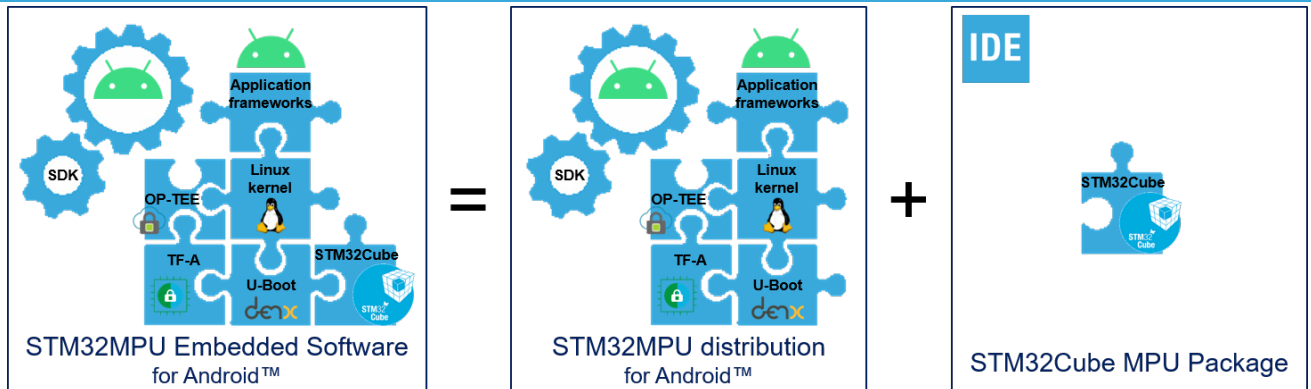 Application
frameworks
SDK
Linux
kernel
OP-TEE
TF-A
STM32Cube
U-Boot
denx
STM32
Cube
STM32MPU Embedded Software
for Android™
=
Application
frameworks
SDK
Linux
kernel
OP-TEE
TF-A
U-Boot
denx
STM32MPU distribution
for Android™
+
IDE
STM32Cube
STM32
Cube
STM32Cube MPU Package